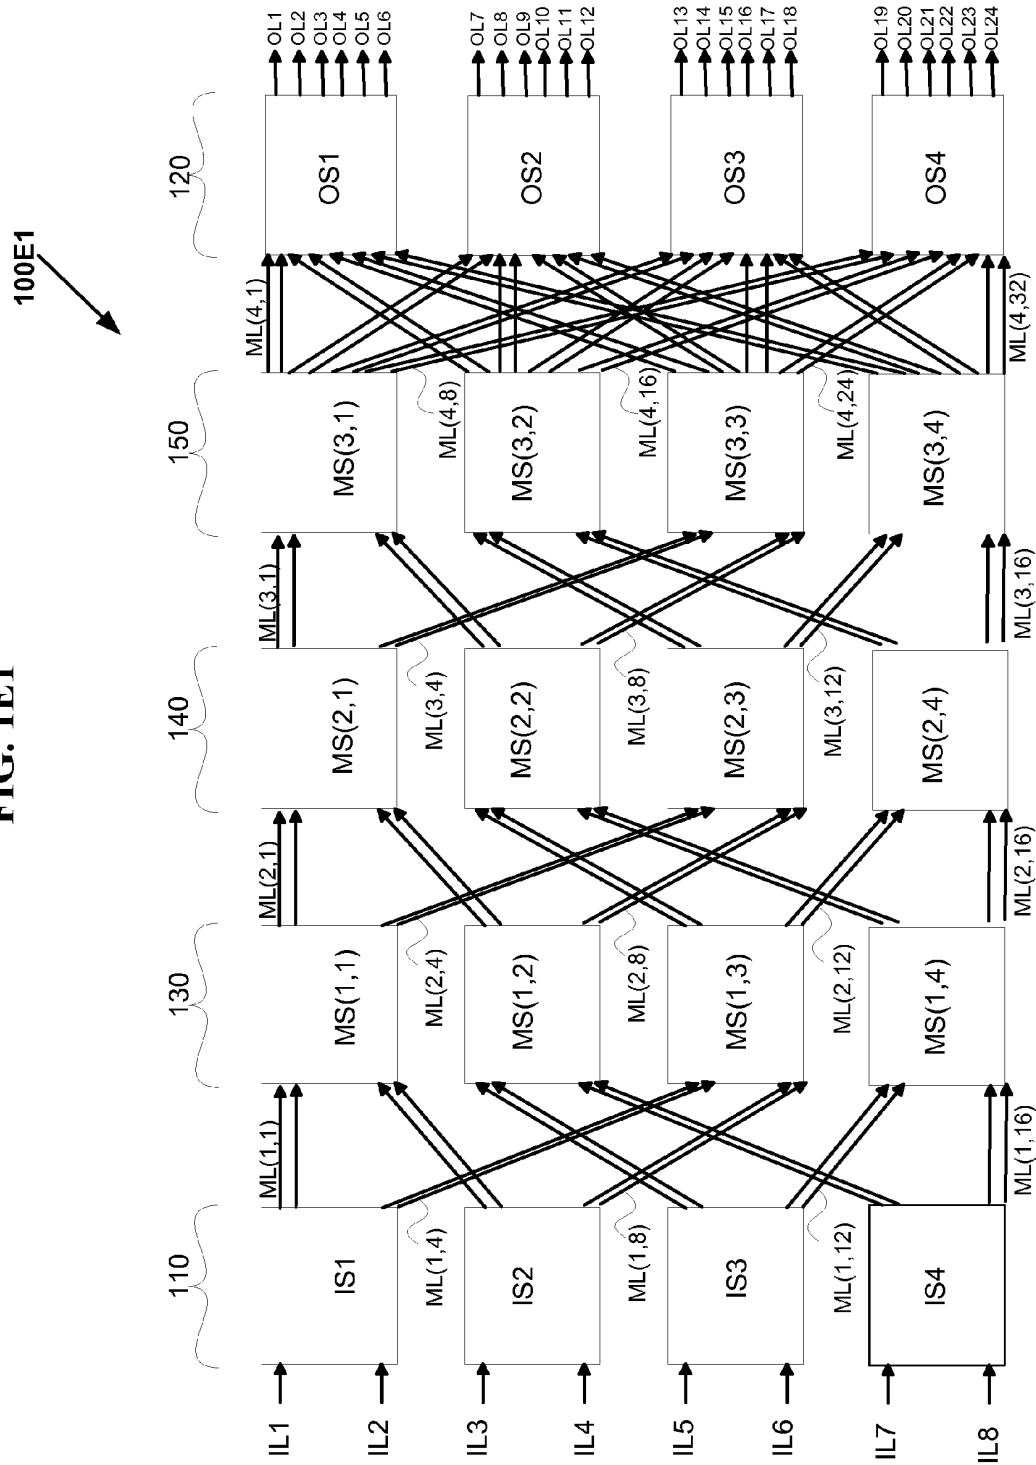 FIG. 1E1
100E1
110
130
140
150
120
IL1
IL2
IL3
IL4
IL5
IL6
IL7
IL8
IS1
IS2
IS3
IS4
ML(1,1)
ML(1,4)
ML(1,8)
ML(1,12)
ML(1,16)
MS(1,1)
MS(1,2)
MS(1,3)
MS(1,4)
ML(2,1)
ML(2,4)
ML(2,8)
ML(2,12)
ML(2,16)
MS(2,1)
MS(2,2)
MS(2,3)
MS(2,4)
ML(3,1)
ML(3,4)
ML(3,8)
ML(3,12)
ML(3,16)
MS(3,1)
MS(3,2)
MS(3,3)
MS(3,4)
ML(4,1)
ML(4,8)
ML(4,16)
ML(4,24)
ML(4,32)
OS1
OS2
OS3
OS4
OL1
OL2
OL3
OL4
OL5
OL6
OL7
OL8
OL9
OL10
OL11
OL12
OL13
OL14
OL15
OL16
OL17
OL18
OL19
OL20
OL21
OL22
OL23
OL24